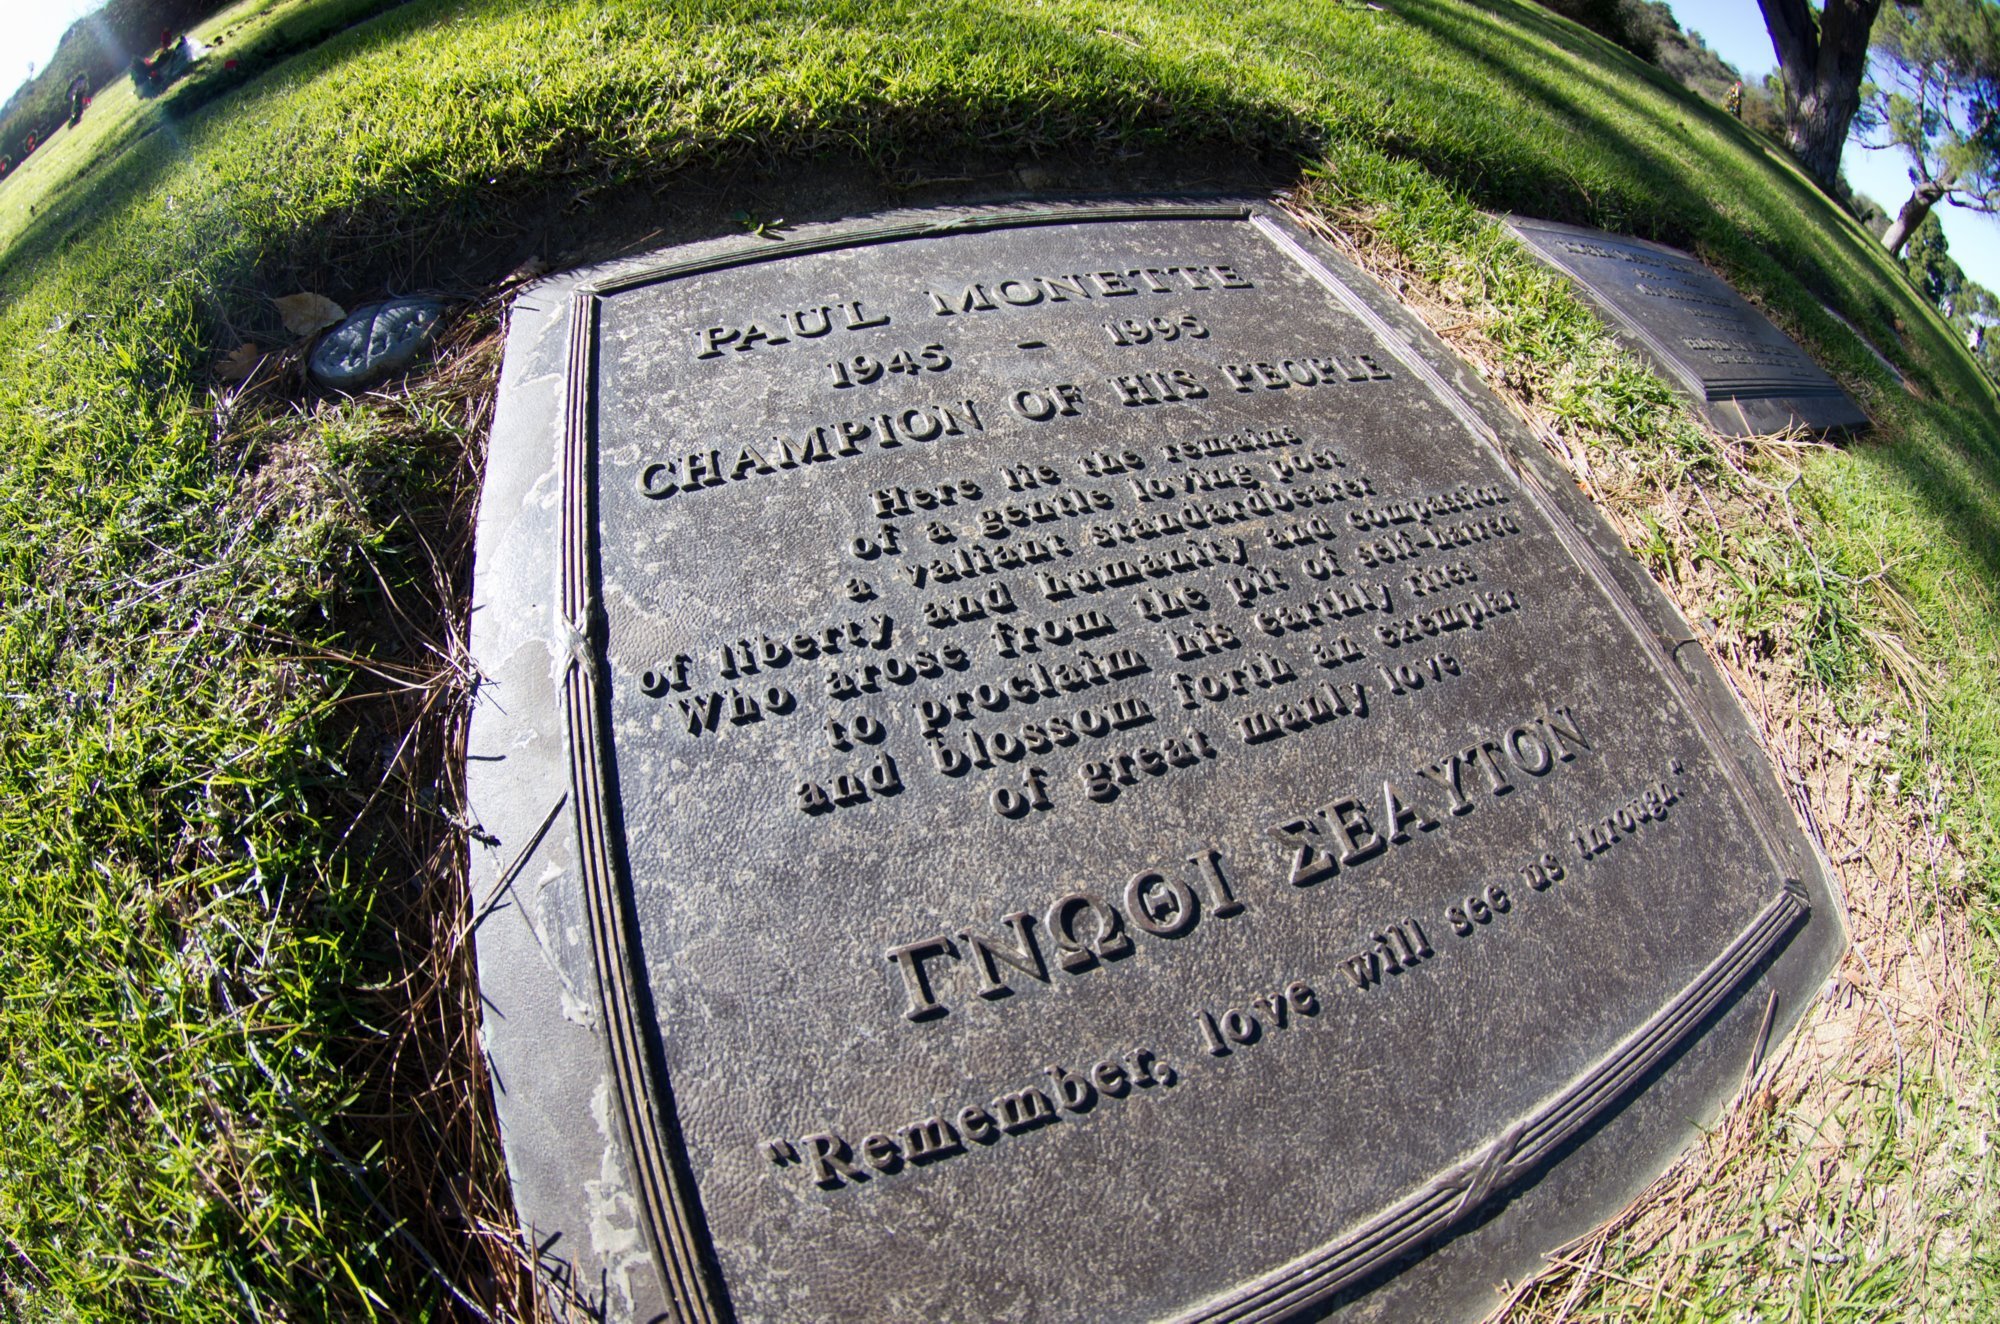 PAUL MONETTE
1945 - 1995
CHAMPION OF HIS PEOPLE
Here lie the remains
of a gentle loving poet
a valiant standardbearer
of liberty and humanity and compassion
Who arose from the pit of self-hatred
to proclaim his earthly rites
and blossom forth an exemplar
of great manly love
ΓΝΩΘΙ ΣΕΑΥΤΟΝ
"Remember, love will see us through."